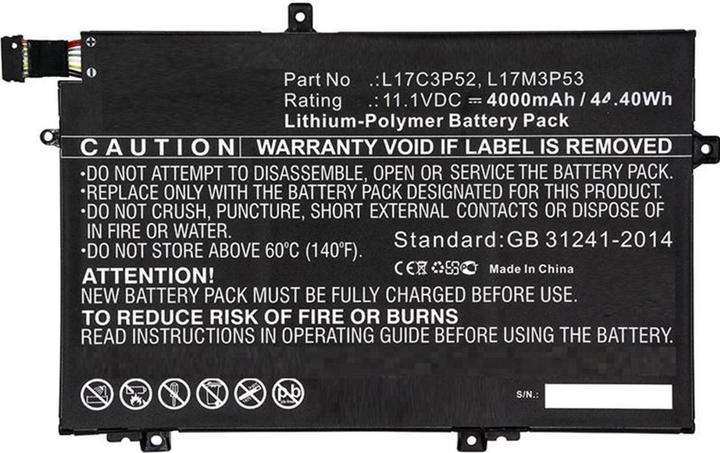 Part No .: L17C3P52, L17M3P53
Rating : 11.1VDC ⎓ 4000mAh / 44.40Wh
Lithium-Polymer Battery Pack
CAUTION WARRANTY VOID IF LABEL IS REMOVED
•DO NOT ATTEMPT TO DISASSEMBLE, OPEN OR SERVICE THE BATTERY PACK.
•REPLACE ONLY WITH THE BATTERY PACK DESIGNATED FOR THIS PRODUCT.
•DO NOT CRUSH, PUNCTURE, SHORT EXTERNAL CONTACTS OR DISPOSE OF
IN FIRE OR WATER.
•DO NOT STORE ABOVE 60°C (140°F).
Standard: GB 31241-2014
CE Made In China
ATTENTION:
NEW BATTERY PACK MUST BE FULLY CHARGED BEFORE USE.
TO REDUCE RISK OF FIRE OR BURNS
READ INSTRUCTIONS IN OPERATING GUIDE BEFORE USING THE BATTERY.
Pb
S/N.: